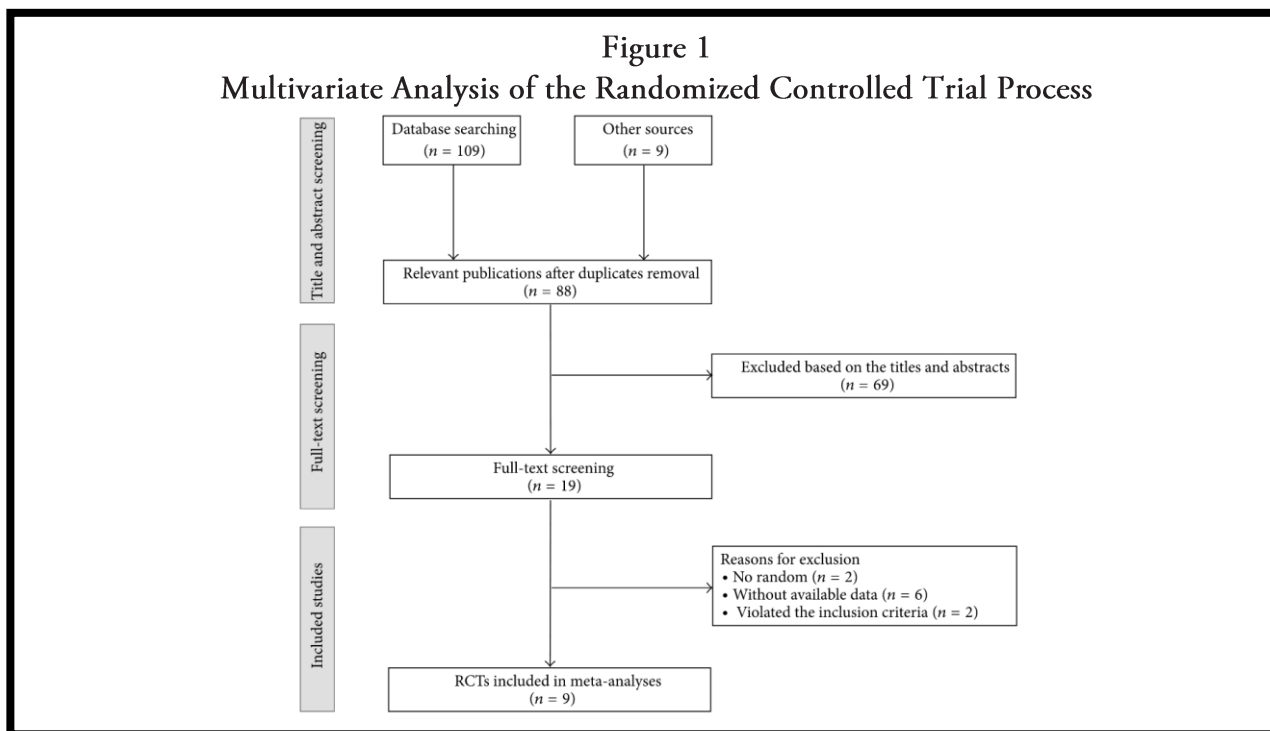 Figure 1
Multivariate Analysis of the Randomized Controlled Trial Process
Title and abstract screening
Database searching
(n = 109)
Other sources
(n = 9)
Relevant publications after duplicates removal
(n = 88)
Full-text screening
Excluded based on the titles and abstracts
(n = 69)
Full-text screening
(n = 19)
Included studies
Reasons for exclusion
• No random (n = 2)
• Without available data (n = 6)
• Violated the inclusion criteria (n = 2)
RCTs included in meta-analyses
(n = 9)